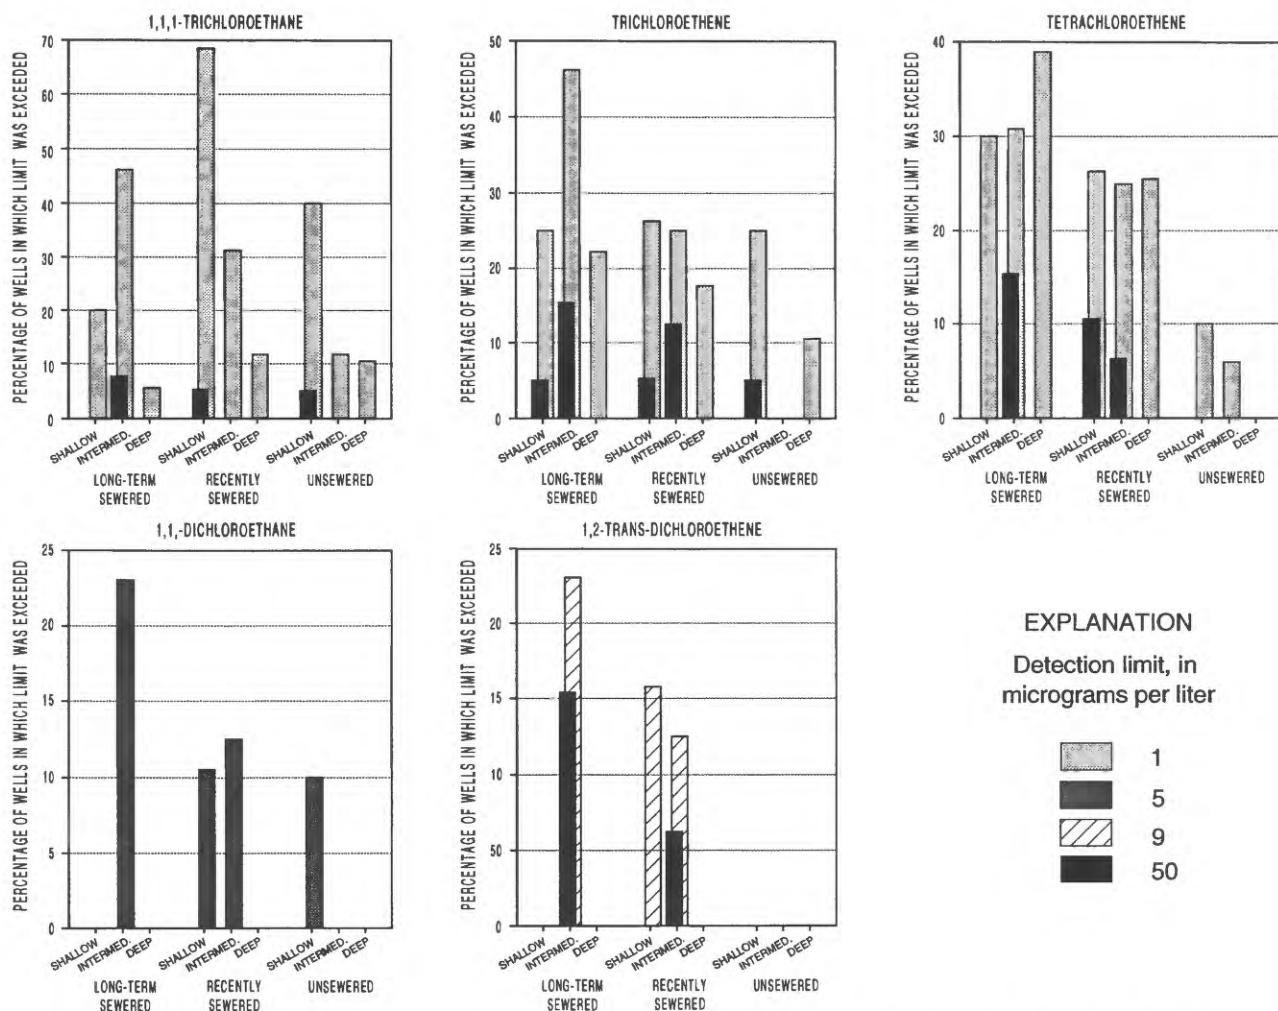 1,1,1-TRICHLOROETHANE
PERCENTAGE OF WELLS IN WHICH LIMIT WAS EXCEEDED
70
60
50
40
30
20
10
0
SHALLOW INTERMED. DEEP SHALLOW INTERMED. DEEP SHALLOW INTERMED. DEEP
LONG-TERM RECENTLY UNSEWERED
SEWERED SEWERED
TRICHLOROETHENE
PERCENTAGE OF WELLS IN WHICH LIMIT WAS EXCEEDED
50
40
30
20
10
0
SHALLOW INTERMED. DEEP SHALLOW INTERMED. DEEP SHALLOW INTERMED. DEEP
LONG-TERM RECENTLY UNSEWERED
SEWERED SEWERED
TETRACHLOROETHENE
PERCENTAGE OF WELLS IN WHICH LIMIT WAS EXCEEDED
40
30
20
10
0
SHALLOW INTERMED. DEEP SHALLOW INTERMED. DEEP SHALLOW INTERMED. DEEP
LONG-TERM RECENTLY UNSEWERED
SEWERED SEWERED
1,1,-DICHLOROETHANE
PERCENTAGE OF WELLS IN WHICH LIMIT WAS EXCEEDED
25
20
15
10
5
0
SHALLOW INTERMED. DEEP SHALLOW INTERMED. DEEP SHALLOW INTERMED. DEEP
LONG-TERM RECENTLY UNSEWERED
SEWERED SEWERED
1,2-TRANS-DICHLOROETHENE
PERCENTAGE OF WELLS IN WHICH LIMIT WAS EXCEEDED
25
20
15
10
50
0
SHALLOW INTERMED. DEEP SHALLOW INTERMED. DEEP SHALLOW INTERMED. DEEP
LONG-TERM RECENTLY UNSEWERED
SEWERED SEWERED
EXPLANATION
Detection limit, in
micrograms per liter
1
5
9
50